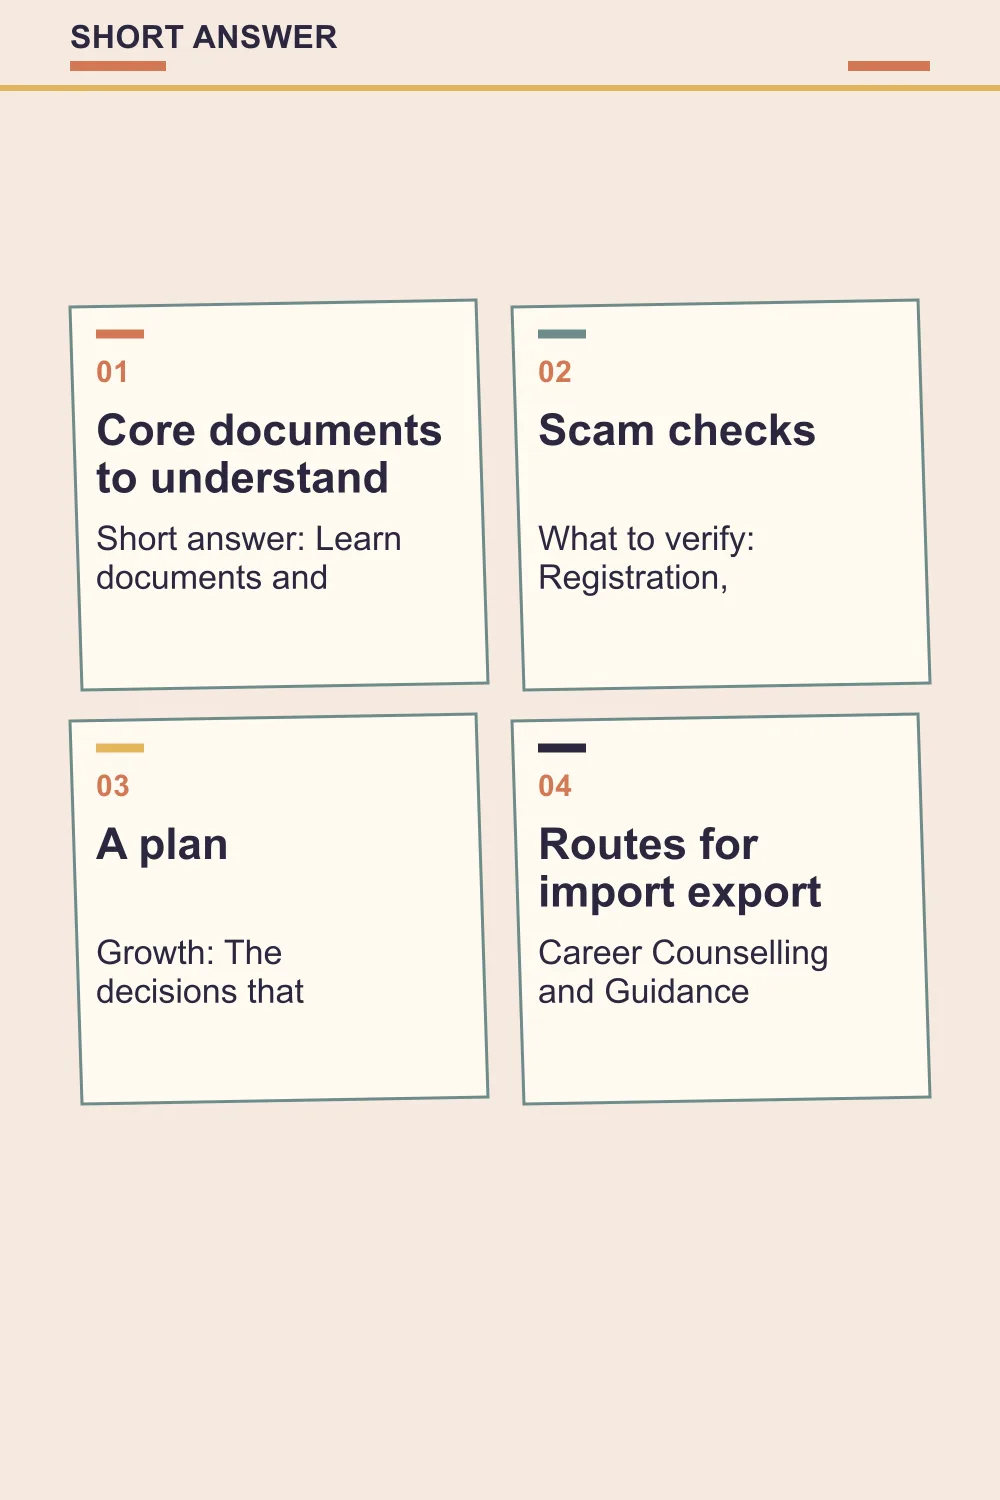 SHORT ANSWER
01
Core documents
to understand
Short answer: Learn
documents and
02
Scam checks
What to verify:
Registration,
03
A plan
Growth: The
decisions that
04
Routes for
import export
Career Counselling
and Guidance